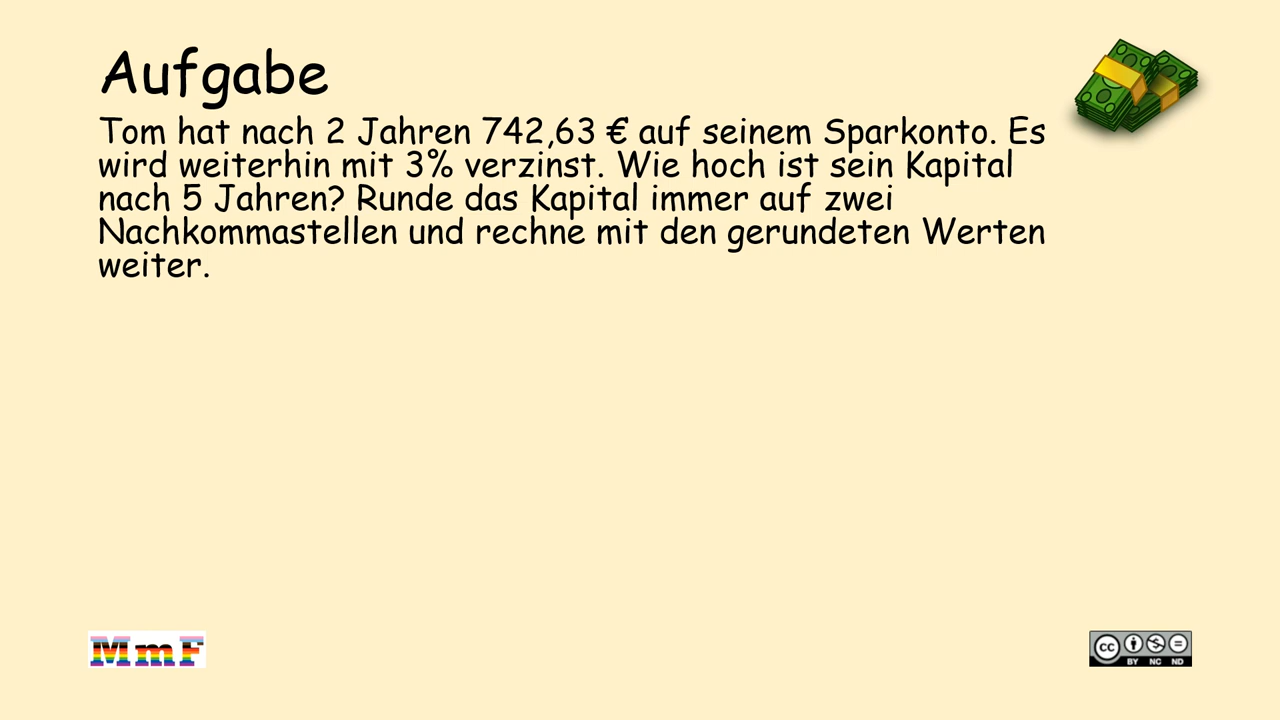 Aufgabe
Tom hat nach 2 Jahren 742,63 € auf seinem Sparkonto. Es
wird weiterhin mit 3% verzinst. Wie hoch ist sein Kapital
nach 5 Jahren? Runde das Kapital immer auf zwei
Nachkommastellen und rechne mit den gerundeten Werten
weiter.
MmF
cc
BY NC ND